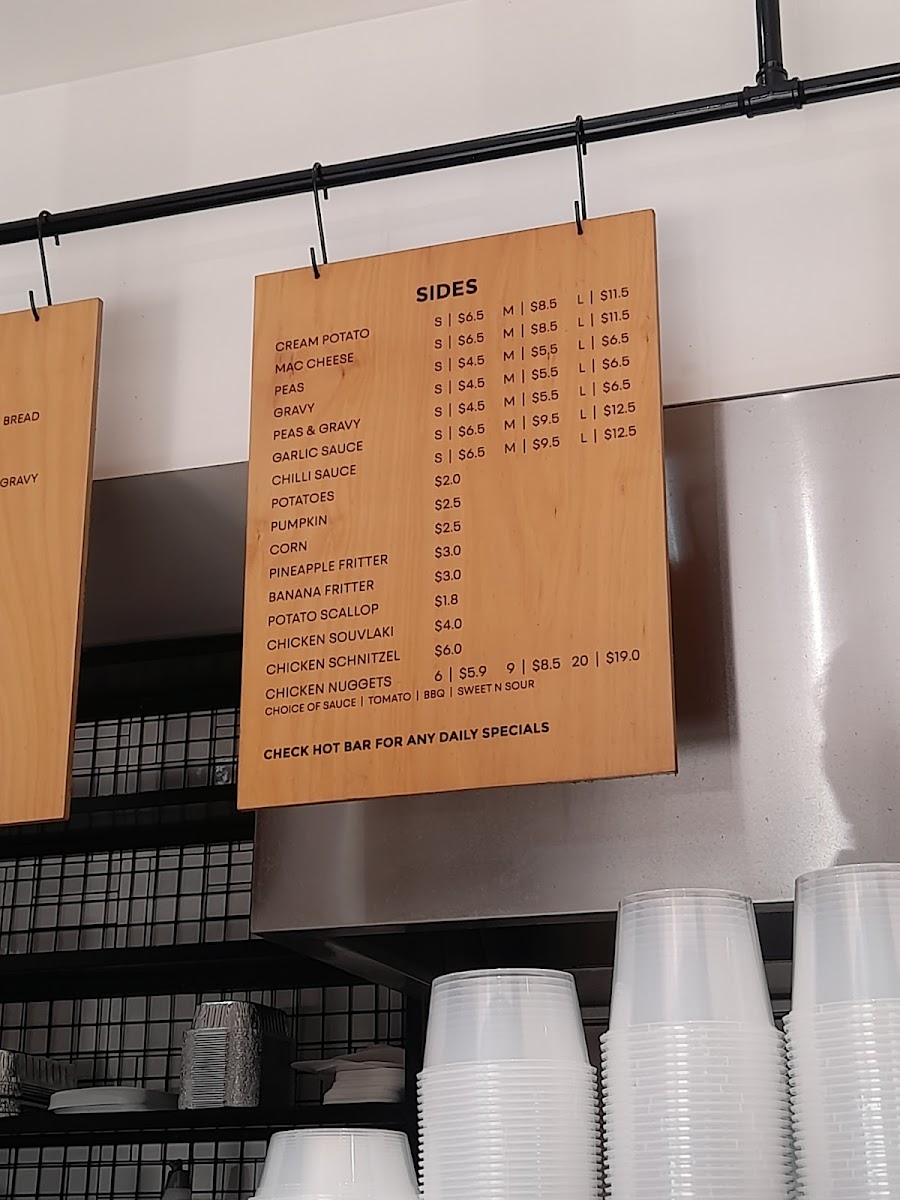 BREAD
GRAVY
SIDES
CREAM POTATO S | $6.5 M | $8.5 L | $11.5
MAC CHEESE S | $6.5 M | $8.5 L | $11.5
PEAS S | $4.5 M | $5.5 L | $6.5
GRAVY S | $4.5 M | $5.5 L | $6.5
PEAS & GRAVY S | $4.5 M | $5.5 L | $6.5
GARLIC SAUCE S | $6.5 M | $9.5 L | $12.5
CHILLI SAUCE S | $6.5 M | $9.5 L | $12.5
POTATOES $2.0
PUMPKIN $2.5
CORN $2.5
PINEAPPLE FRITTER $3.0
BANANA FRITTER $3.0
POTATO SCALLOP $1.8
CHICKEN SOUVLAKI $4.0
CHICKEN SCHNITZEL $6.0
CHICKEN NUGGETS 6 | $5.9 9 | $8.5 20 | $19.0
CHOICE OF SAUCE | TOMATO | BBQ | SWEET N SOUR
CHECK HOT BAR FOR ANY DAILY SPECIALS